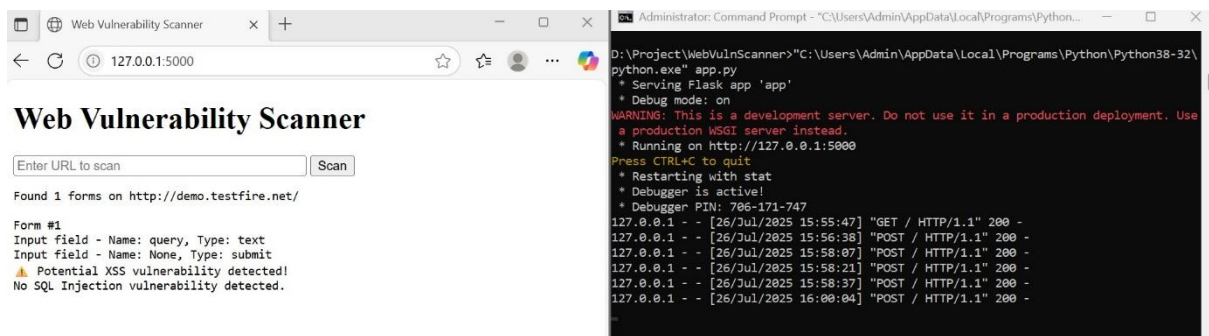 Web Vulnerability Scanner
127.0.0.1:5000
Web Vulnerability Scanner
Enter URL to scan
Scan
Found 1 forms on http://demo.testfire.net/
Form #1
Input field - Name: query, Type: text
Input field - Name: None, Type: submit
⚠ Potential XSS vulnerability detected!
No SQL Injection vulnerability detected.
Administrator: Command Prompt - "C:\Users\Admin\AppData\Local\Programs\Python...
D:\Project\WebVulnScanner>"C:\Users\Admin\AppData\Local\Programs\Python\Python38-32\
python.exe" app.py
* Serving Flask app 'app'
* Debug mode: on
WARNING: This is a development server. Do not use it in a production deployment. Use
a production WSGI server instead.
* Running on http://127.0.0.1:5000
Press CTRL+C to quit
* Restarting with stat
* Debugger is active!
* Debugger PIN: 706-171-747
127.0.0.1 - - [26/Jul/2025 15:55:47] "GET / HTTP/1.1" 200 -
127.0.0.1 - - [26/Jul/2025 15:56:38] "POST / HTTP/1.1" 200 -
127.0.0.1 - - [26/Jul/2025 15:58:07] "POST / HTTP/1.1" 200 -
127.0.0.1 - - [26/Jul/2025 15:58:21] "POST / HTTP/1.1" 200 -
127.0.0.1 - - [26/Jul/2025 15:58:37] "POST / HTTP/1.1" 200 -
127.0.0.1 - - [26/Jul/2025 16:00:04] "POST / HTTP/1.1" 200 -